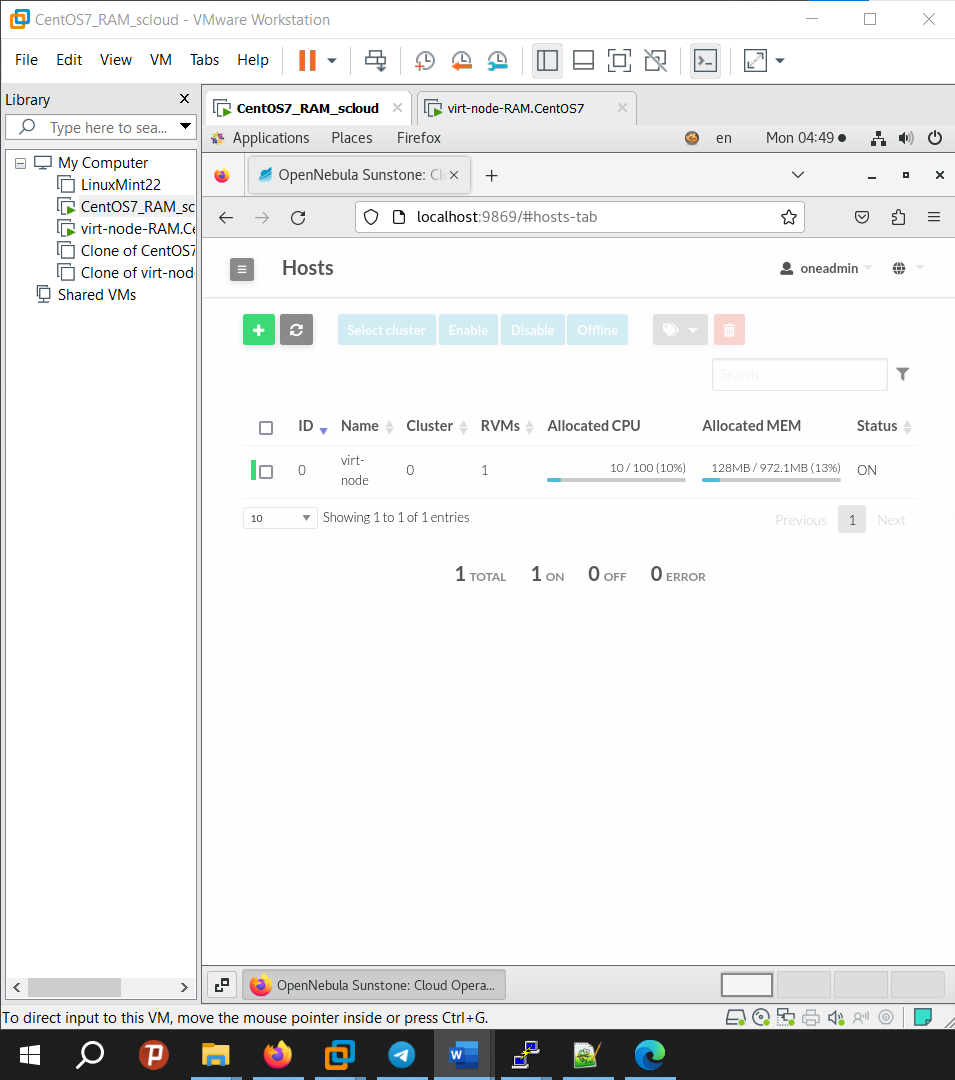 CentOS7_RAM_scloud - VMware Workstation
File Edit View VM Tabs Help
Library
Type here to sea...
My Computer
LinuxMint22
CentOS7_RAM_sc
virt-node-RAM.Ce
Clone of CentOS7
Clone of virt-nod
Shared VMs
CentOS7_RAM_scloud virt-node-RAM.CentOS7
Applications Places Firefox en Mon 04:49
OpenNebula Sunstone: Clo
localhost:9869/#hosts-tab
Hosts oneadmin
Select cluster Enable Disable Offline
Search
ID Name Cluster RVMs Allocated CPU Allocated MEM Status
0 virt-node 0 1 10 / 100 (10%) 128MB / 972.1MB (13%) ON
10 Showing 1 to 1 of 1 entries Previous 1 Next
1 TOTAL 1 ON 0 OFF 0 ERROR
OpenNebula Sunstone: Cloud Opera...
To direct input to this VM, move the mouse pointer inside or press Ctrl+G.